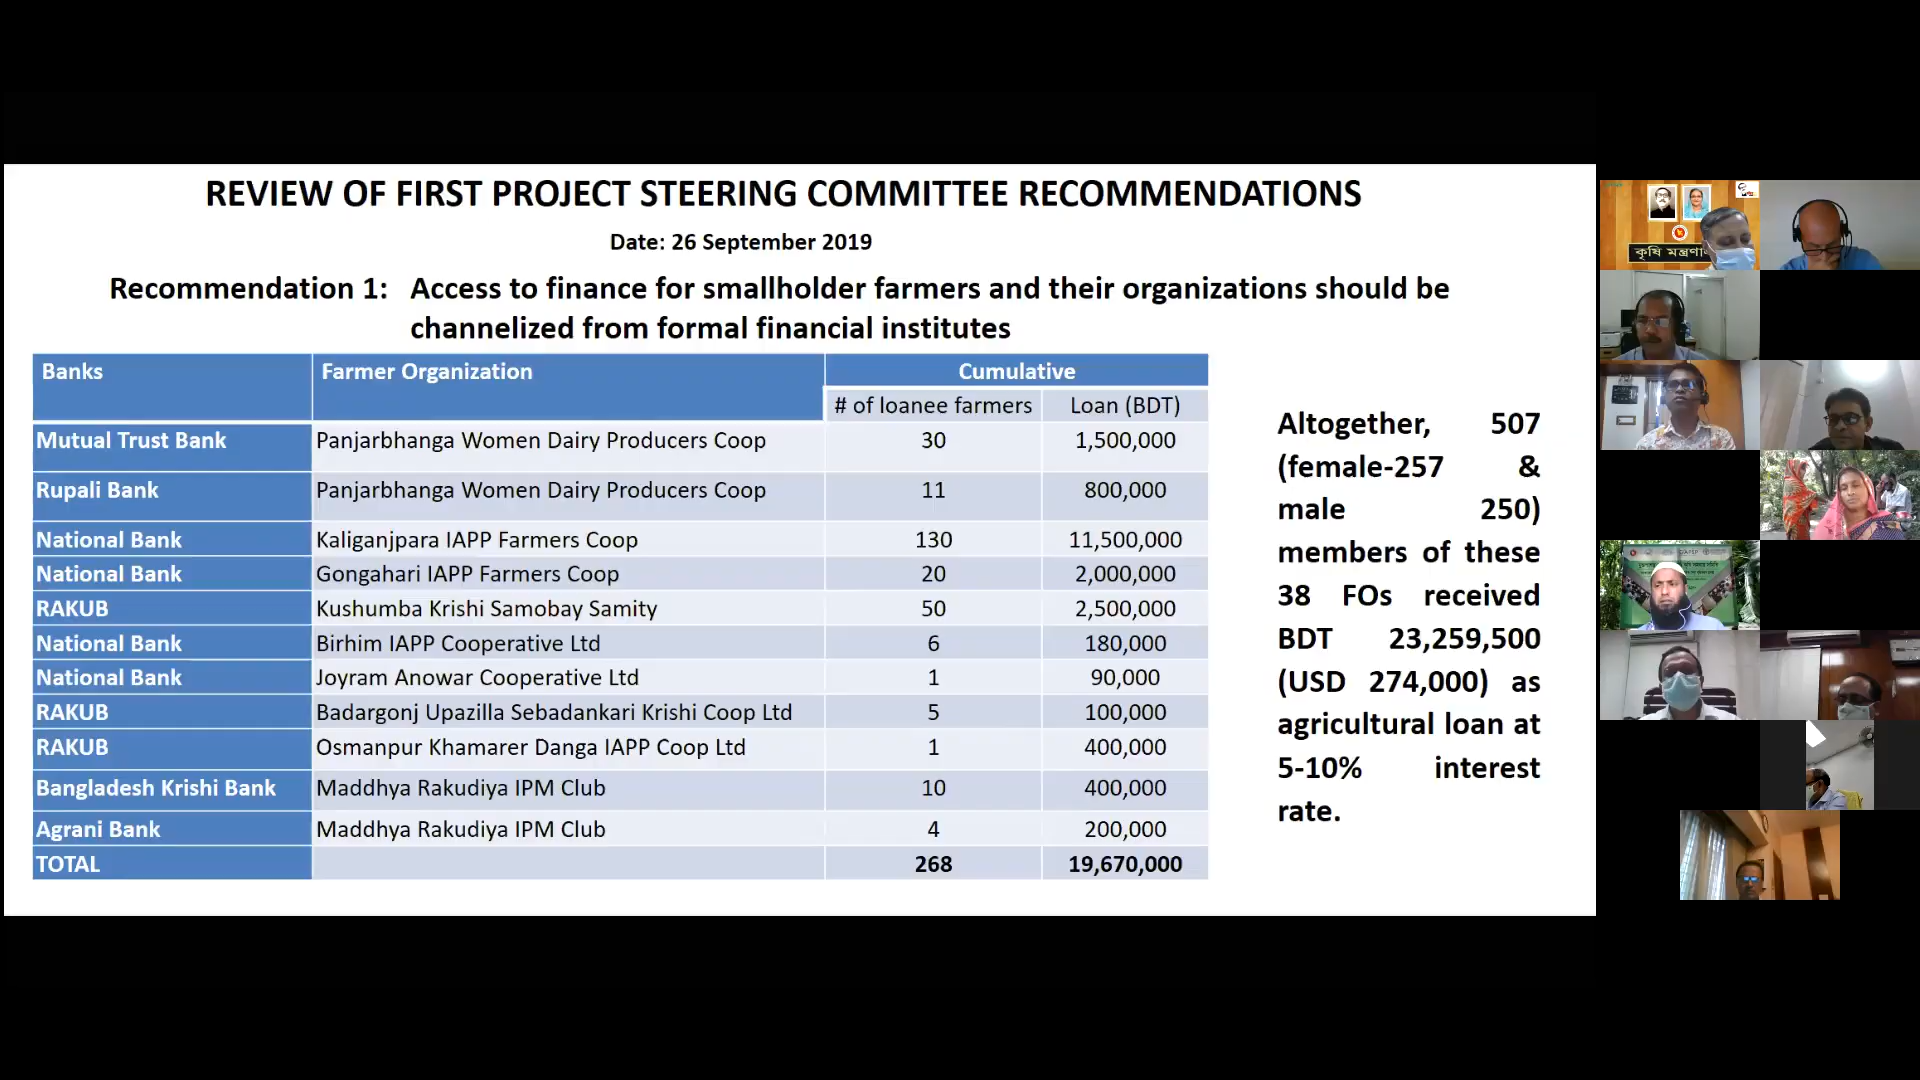 REVIEW OF FIRST PROJECT STEERING COMMITTEE RECOMMENDATIONS
Date: 26 September 2019
Recommendation 1: Access to finance for smallholder farmers and their organizations should be
channelized from formal financial institutes
Banks Farmer Organization Cumulative
# of loanee farmers Loan (BDT)
Mutual Trust Bank Panjarbhanga Women Dairy Producers Coop 30 1,500,000
Rupali Bank Panjarbhanga Women Dairy Producers Coop 11 800,000
National Bank Kaliganjpara IAPP Farmers Coop 130 11,500,000
National Bank Gongahari IAPP Farmers Coop 20 2,000,000
RAKUB Kushumba Krishi Samobay Samity 50 2,500,000
National Bank Birhim IAPP Cooperative Ltd 6 180,000
National Bank Joyram Anowar Cooperative Ltd 1 90,000
RAKUB Badargonj Upazilla Sebadankari Krishi Coop Ltd 5 100,000
RAKUB Osmanpur Khamarer Danga IAPP Coop Ltd 1 400,000
Bangladesh Krishi Bank Maddhya Rakudiya IPM Club 10 400,000
Agrani Bank Maddhya Rakudiya IPM Club 4 200,000
TOTAL 268 19,670,000
Altogether, 507
(female-257 &
male 250)
members of these
38 FOs received
BDT 23,259,500
(USD 274,000) as
agricultural loan at
5-10% interest
rate.
কৃষি